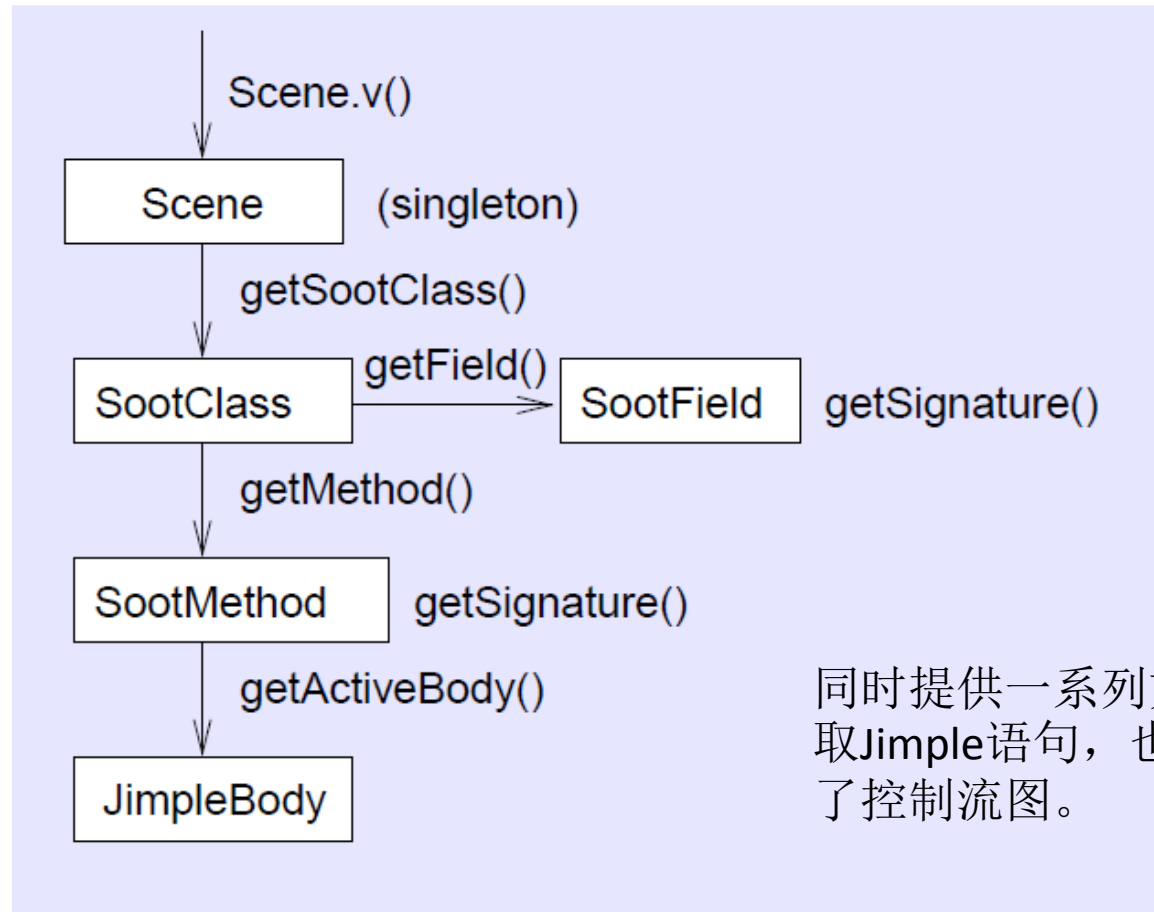 Scene.v()
Scene
(singleton)
getSootClass()
SootClass
getField()
SootField
getSignature()
getMethod()
SootMethod
getSignature()
getActiveBody()
JimpleBody
同时提供一系列
取Jimple语句，也
了控制流图。